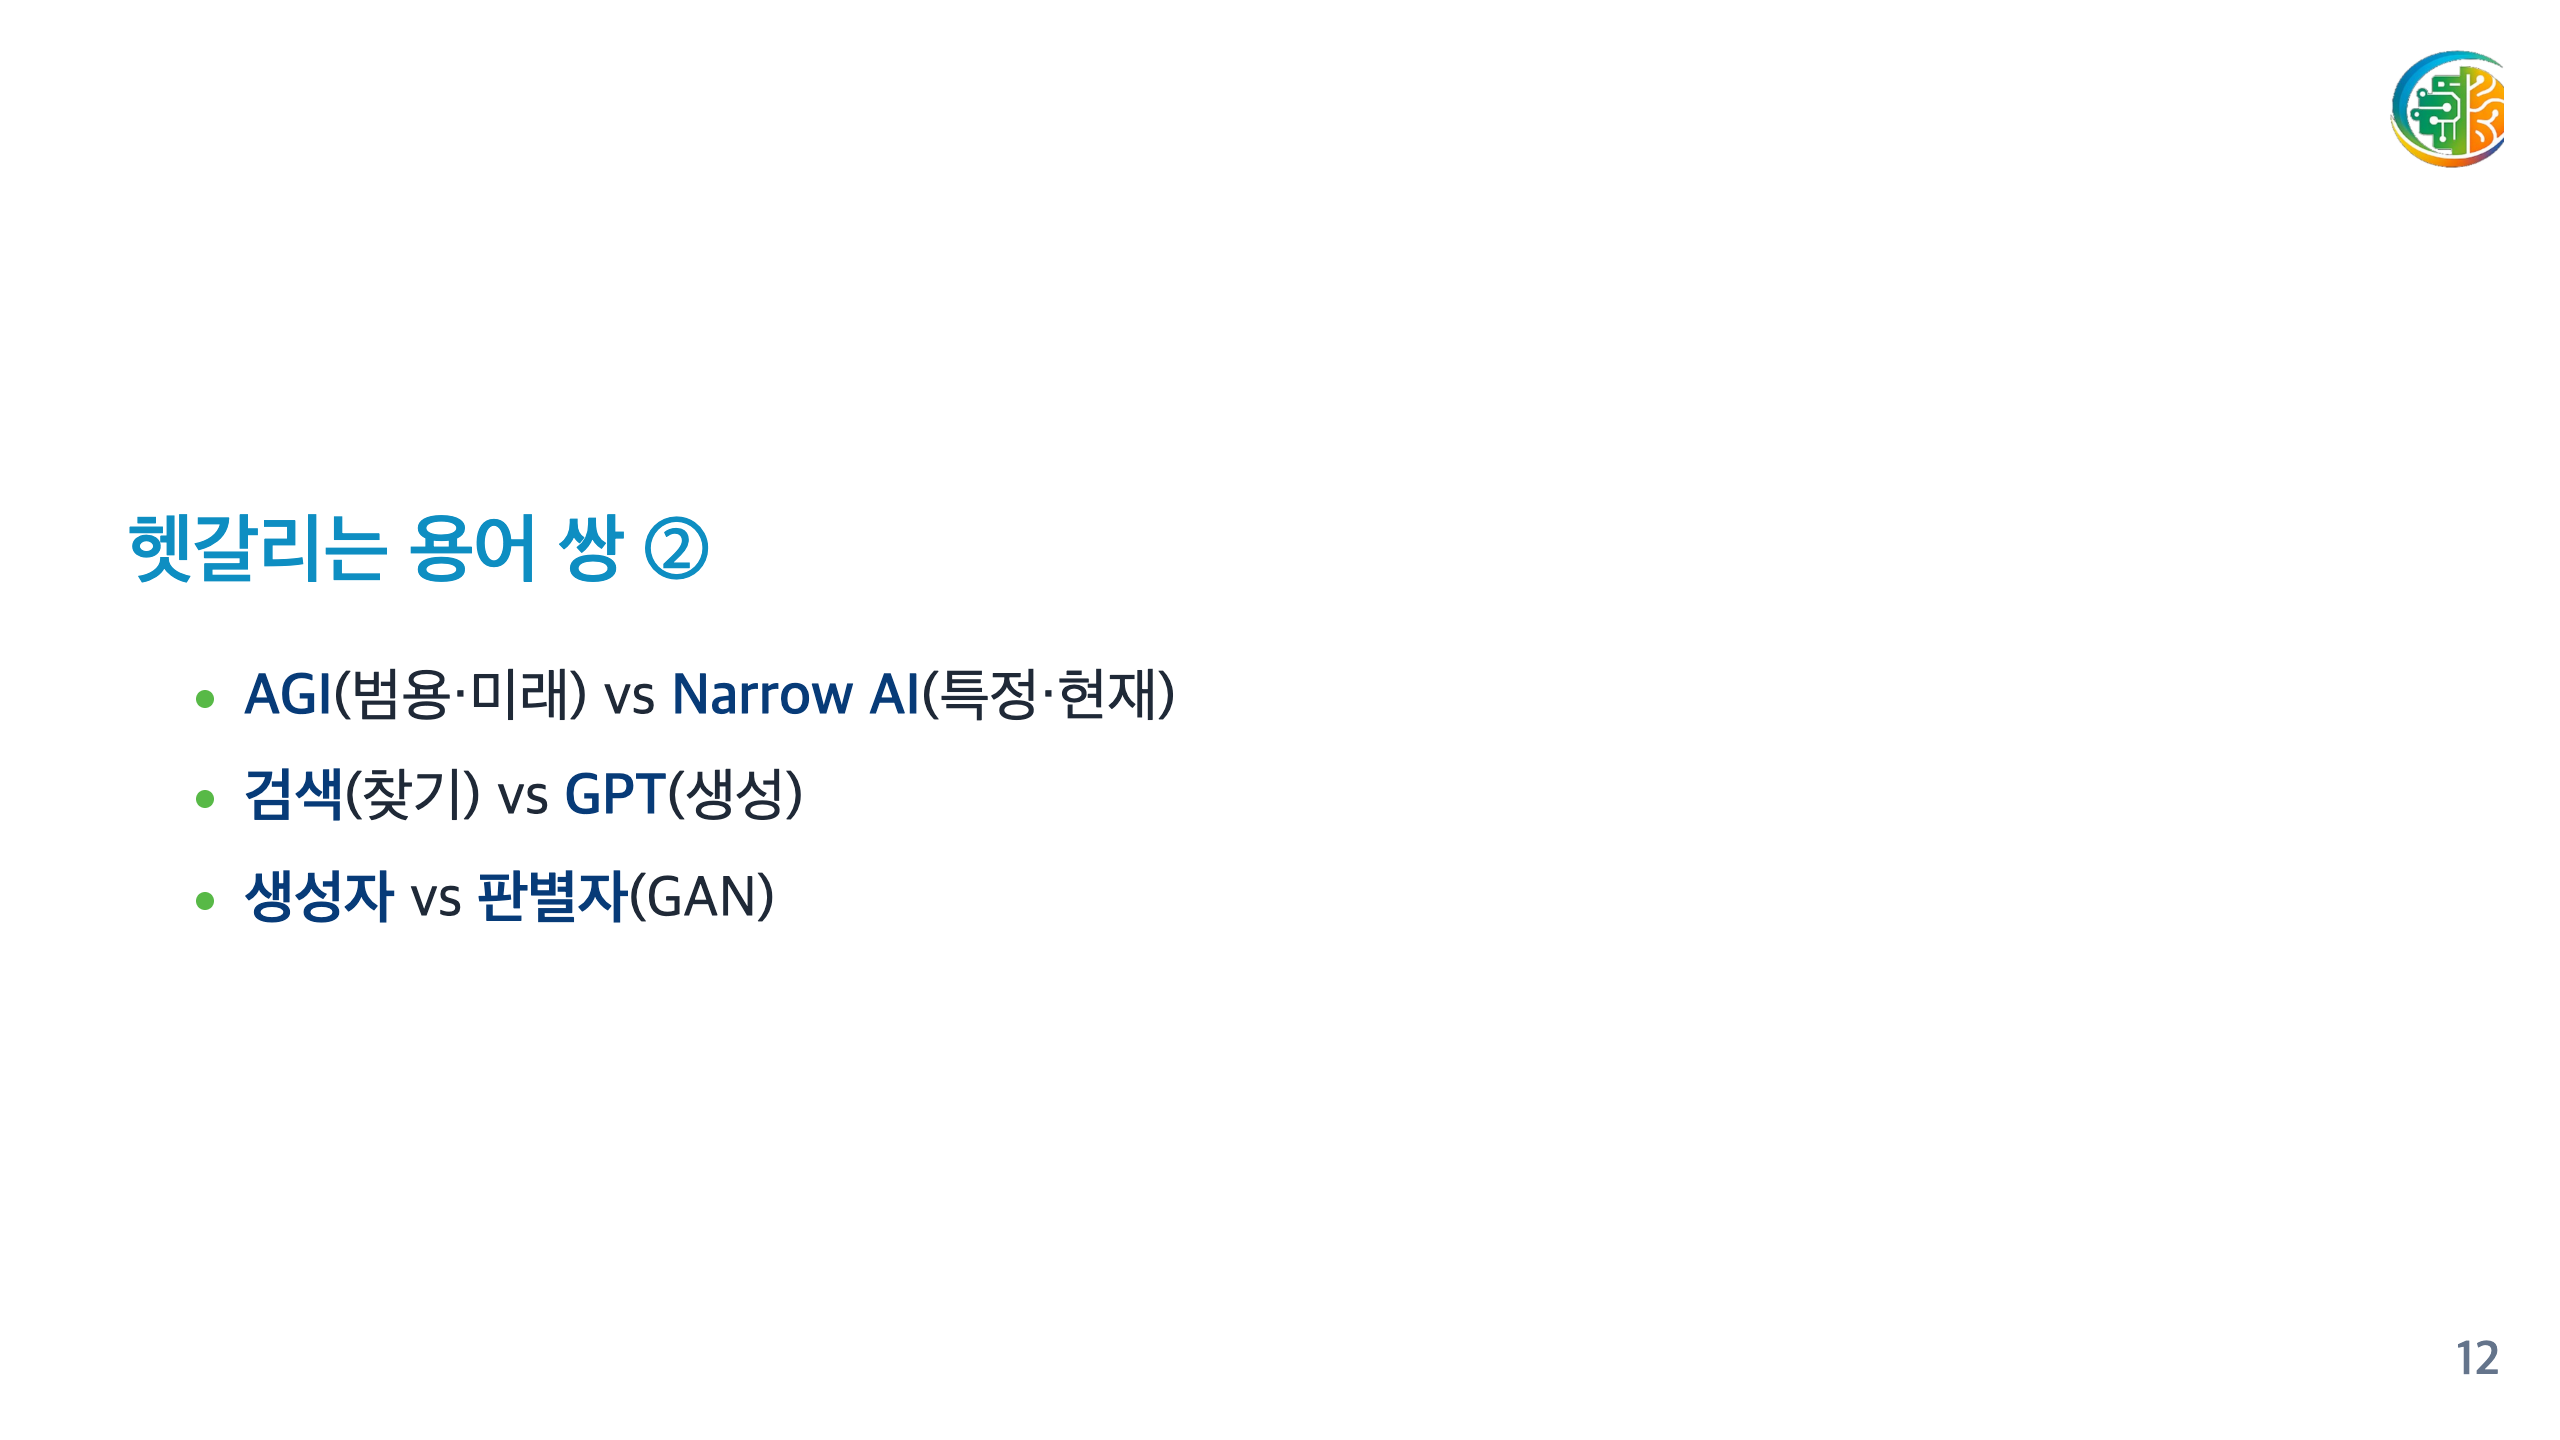 헷갈리는 용어 쌍 ②
• AGI(범용·미래) vs Narrow AI(특정·현재)
• 검색(찾기) vs GPT(생성)
• 생성자 vs 판별자(GAN)
12